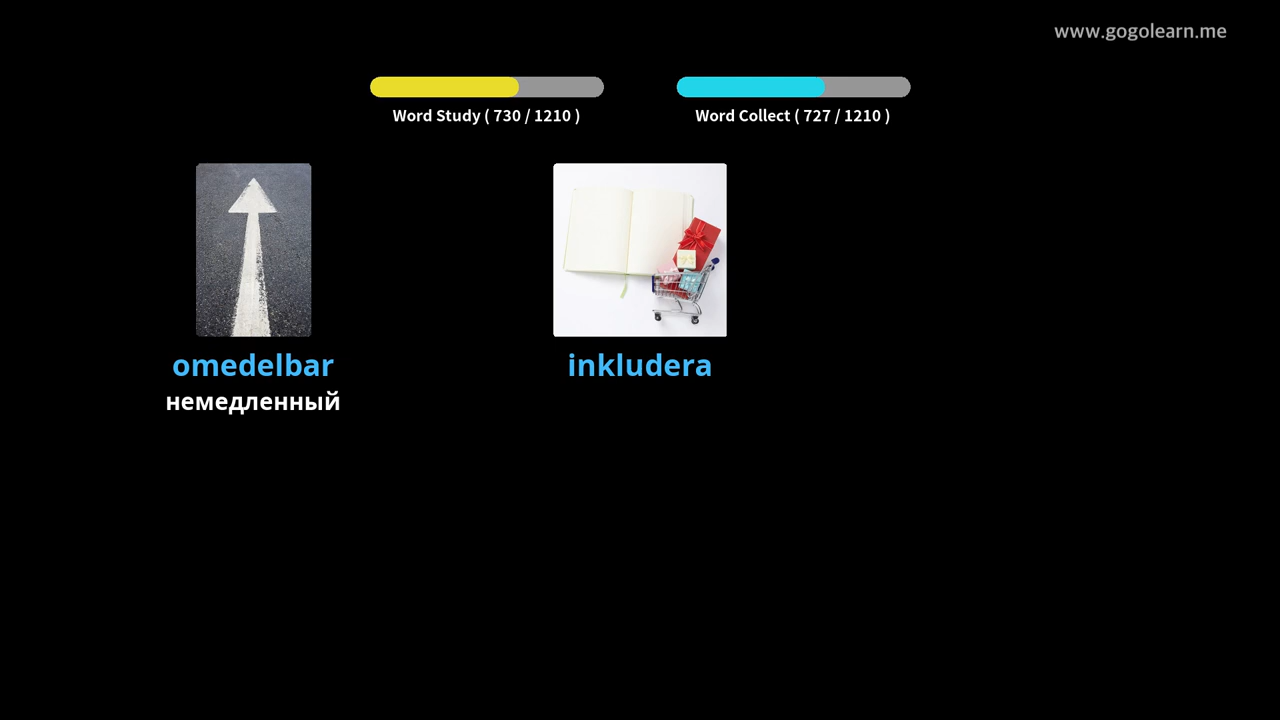 www.gogolearn.me
Word Study ( 730 / 1210 )
Word Collect ( 727 / 1210 )
omedelbar
inkludera
немедленный